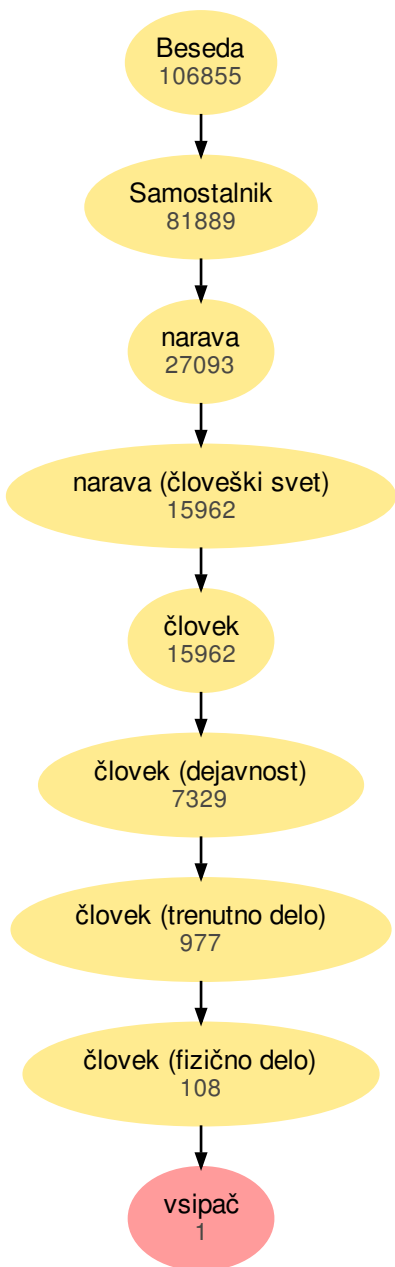 Beseda
106855
Samostalnik
81889
narava
27093
narava (človeški svet)
15962
človek
15962
človek (dejavnost)
7329
človek (trenutno delo)
977
človek (fizično delo)
108
vsipač
1